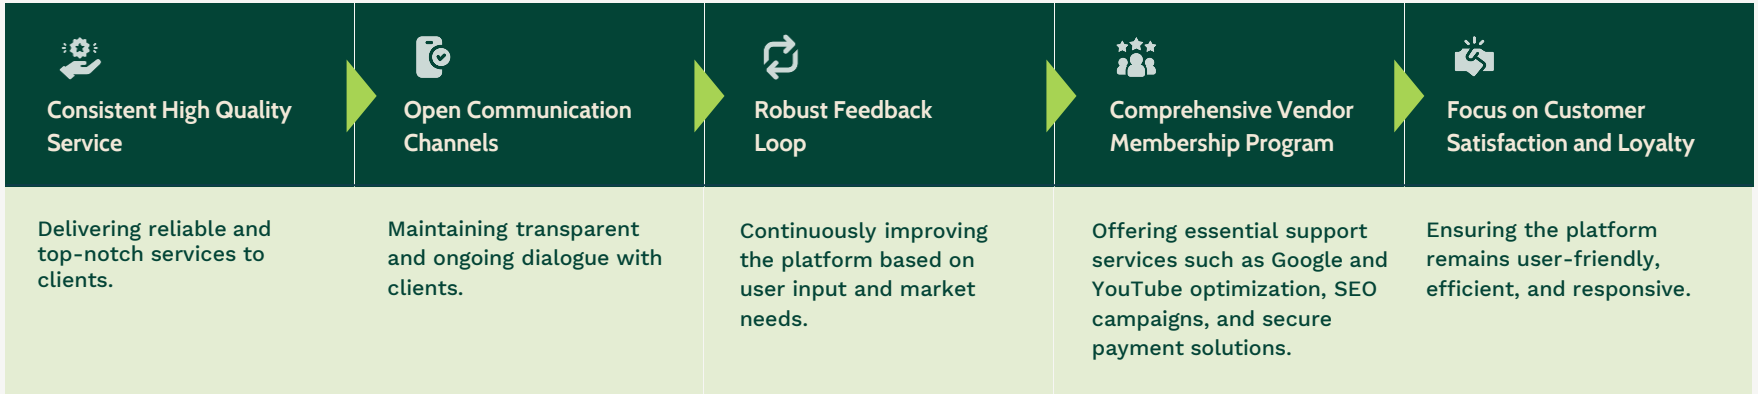 Consistent High Quality
Service
Open Communication
Channels
Robust Feedback
Loop
Comprehensive Vendor
Membership Program
Focus on Customer
Satisfaction and Loyalty
Delivering reliable and
top-notch services to
clients.
Maintaining transparent
and ongoing dialogue with
clients.
Continuously improving
the platform based on
user input and market
needs.
Offering essential support
services such as Google and
YouTube optimization, SEO
campaigns, and secure
payment solutions.
Ensuring the platform
remains user-friendly,
efficient, and responsive.